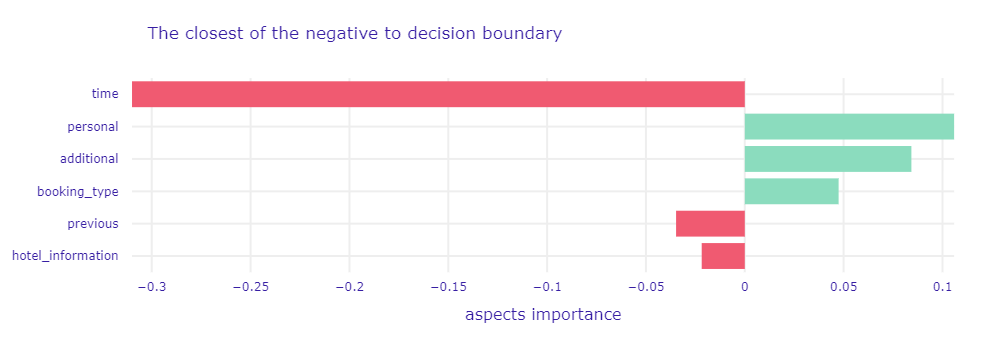 The closest of the negative to decision boundary
time
personal
additional
booking_type
previous
hotel_information
−0.3 −0.25 −0.2 −0.15 −0.1 −0.05 0 0.05 0.1
aspects importance